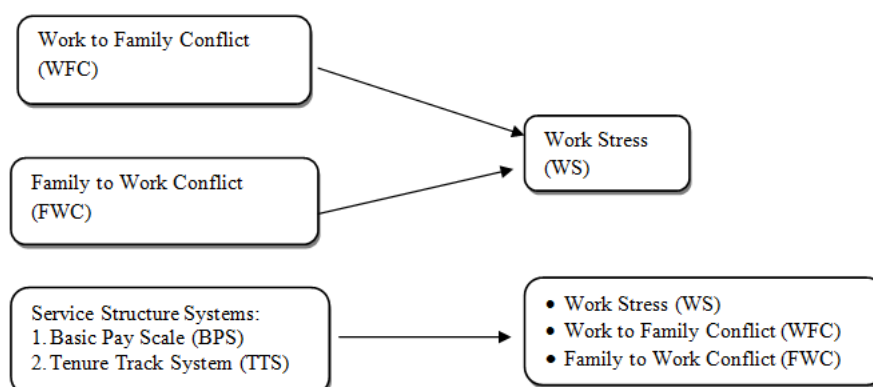 Work to Family Conflict
(WFC)
Work Stress
(WS)
Family to Work Conflict
(FWC)
Service Structure Systems:
1. Basic Pay Scale (BPS)
2. Tenure Track System (TTS)
• Work Stress (WS)
• Work to Family Conflict (WFC)
• Family to Work Conflict (FWC)